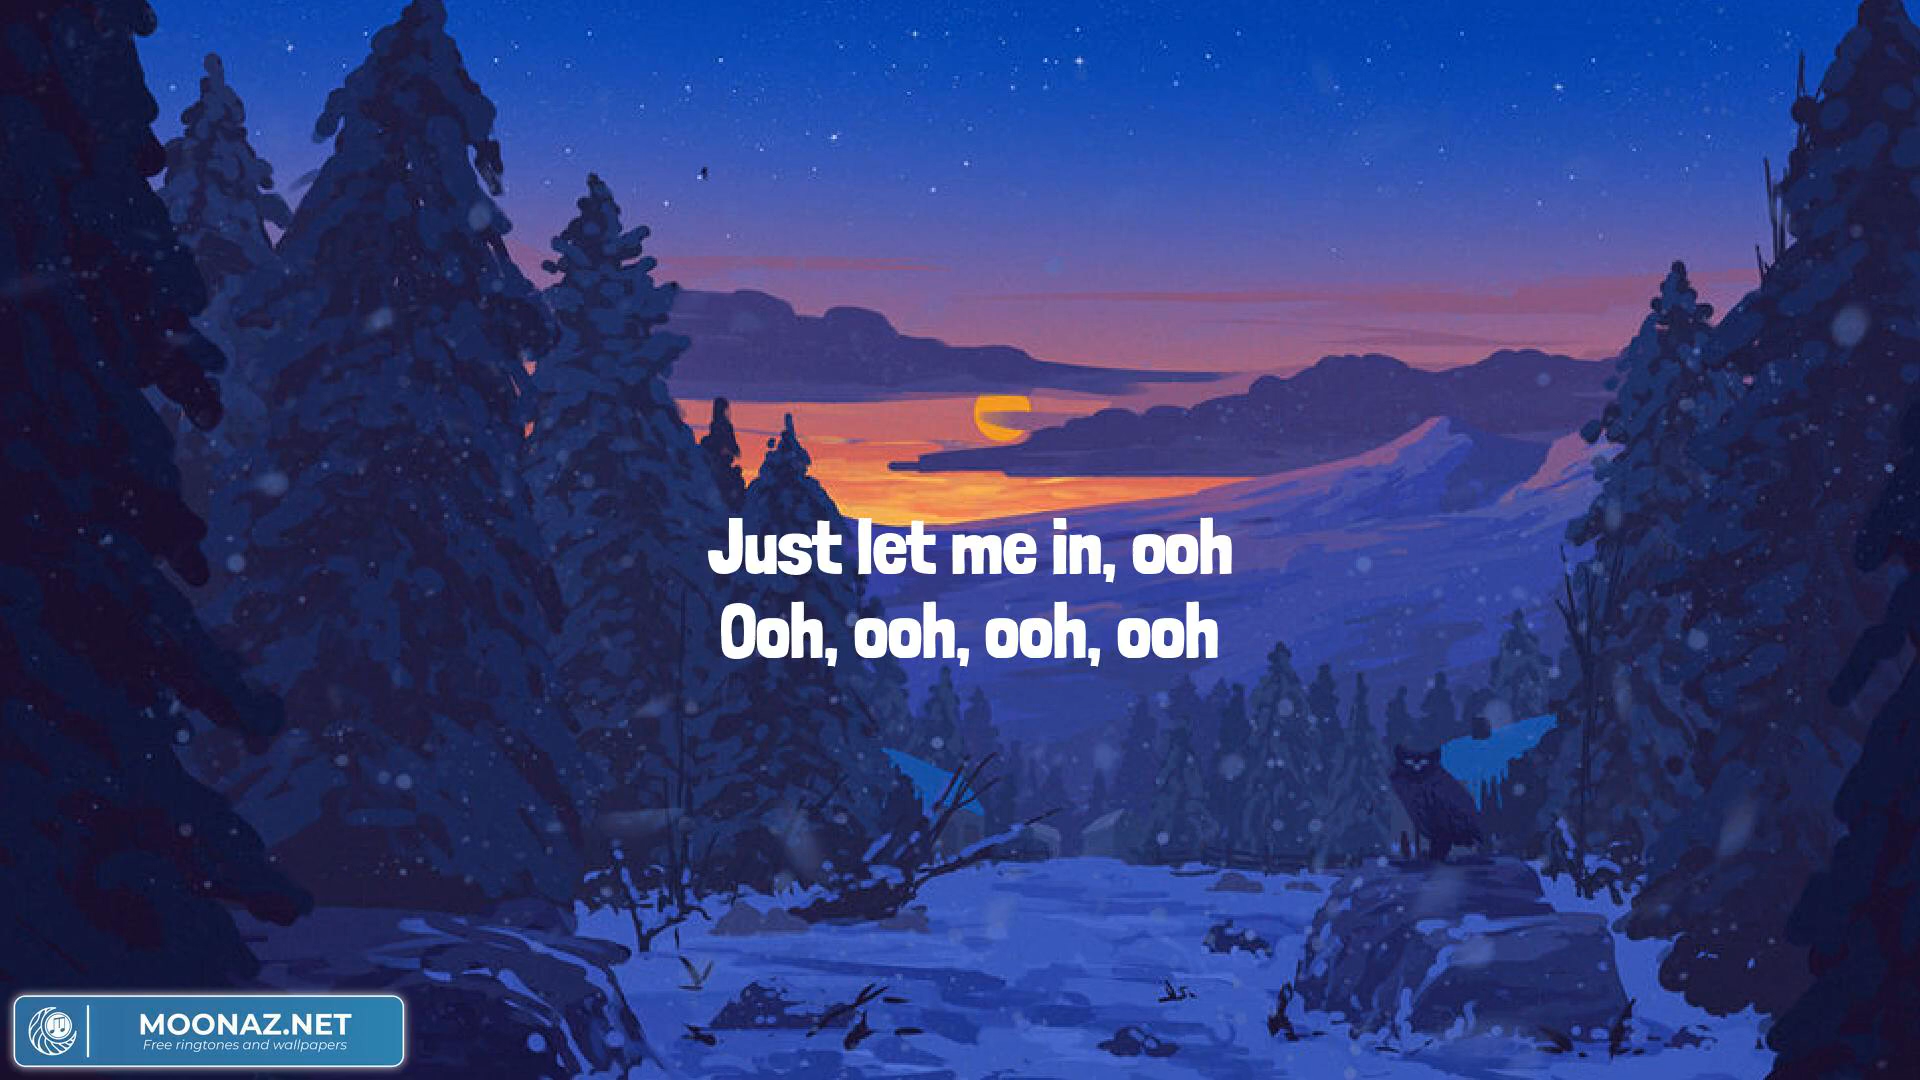 Just let me in, ooh
Ooh, ooh, ooh, ooh
MOONAZ.NET
Free ringtones and wallpapers